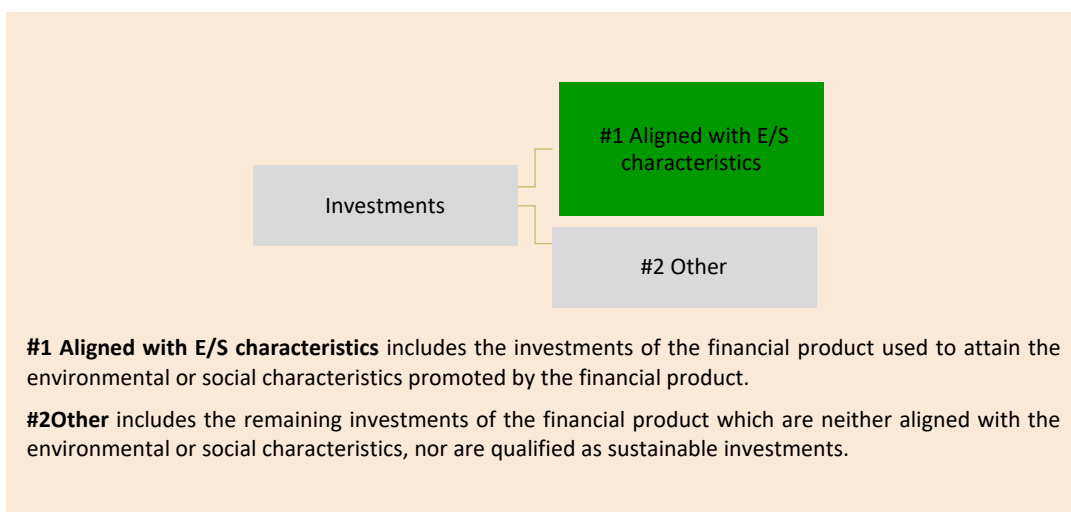 #1 Aligned with E/S
characteristics
Investments
#2 Other
#1 Aligned with E/S characteristics includes the investments of the financial product used to attain the
environmental or social characteristics promoted by the financial product.
#2Other includes the remaining investments of the financial product which are neither aligned with the
environmental or social characteristics, nor are qualified as sustainable investments.